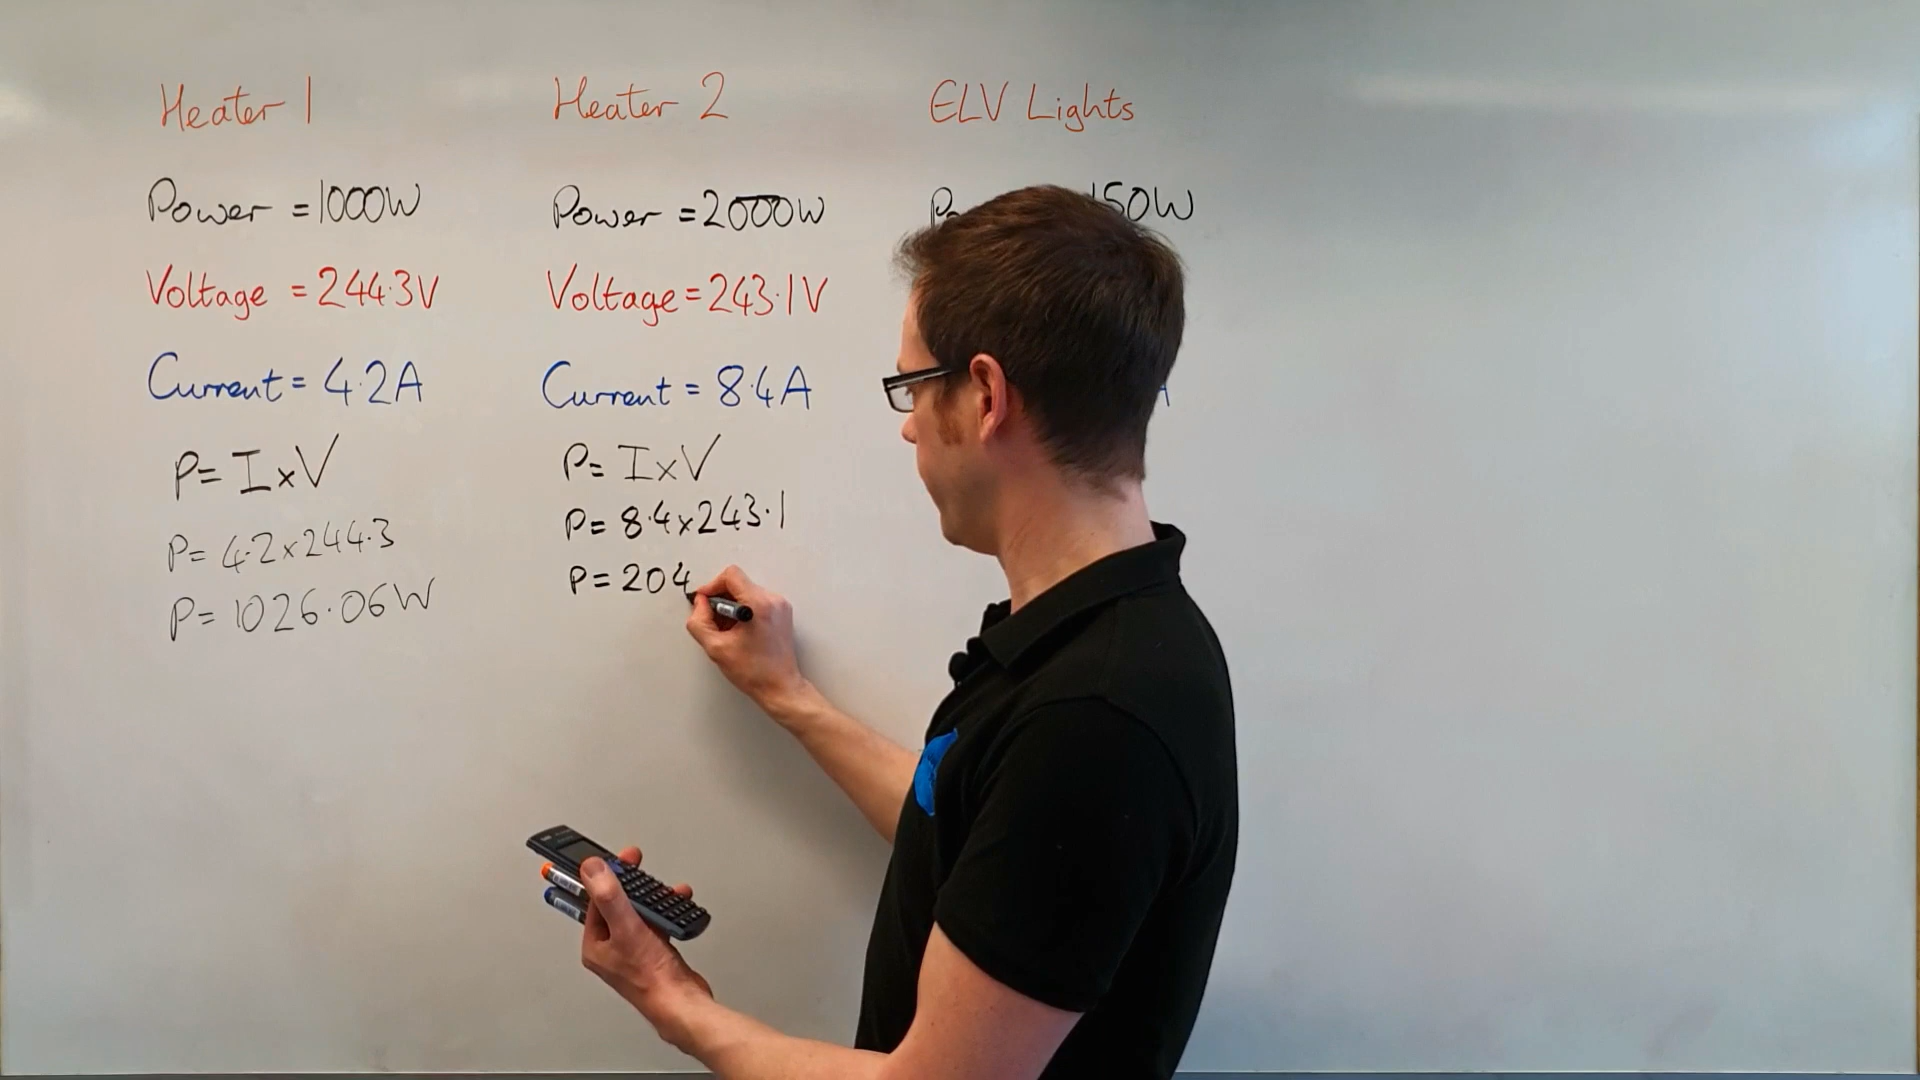 Heater 1
Power = 1000W
Voltage = 244.3V
Current = 4.2A
P = I x V
P = 4.2 x 244.3
P = 1026.06W
Heater 2
Power = 2000W
Voltage = 243.1V
Current = 8.4A
P = I x V
P = 8.4 x 243.1
P = 204
ELV Lights
150W